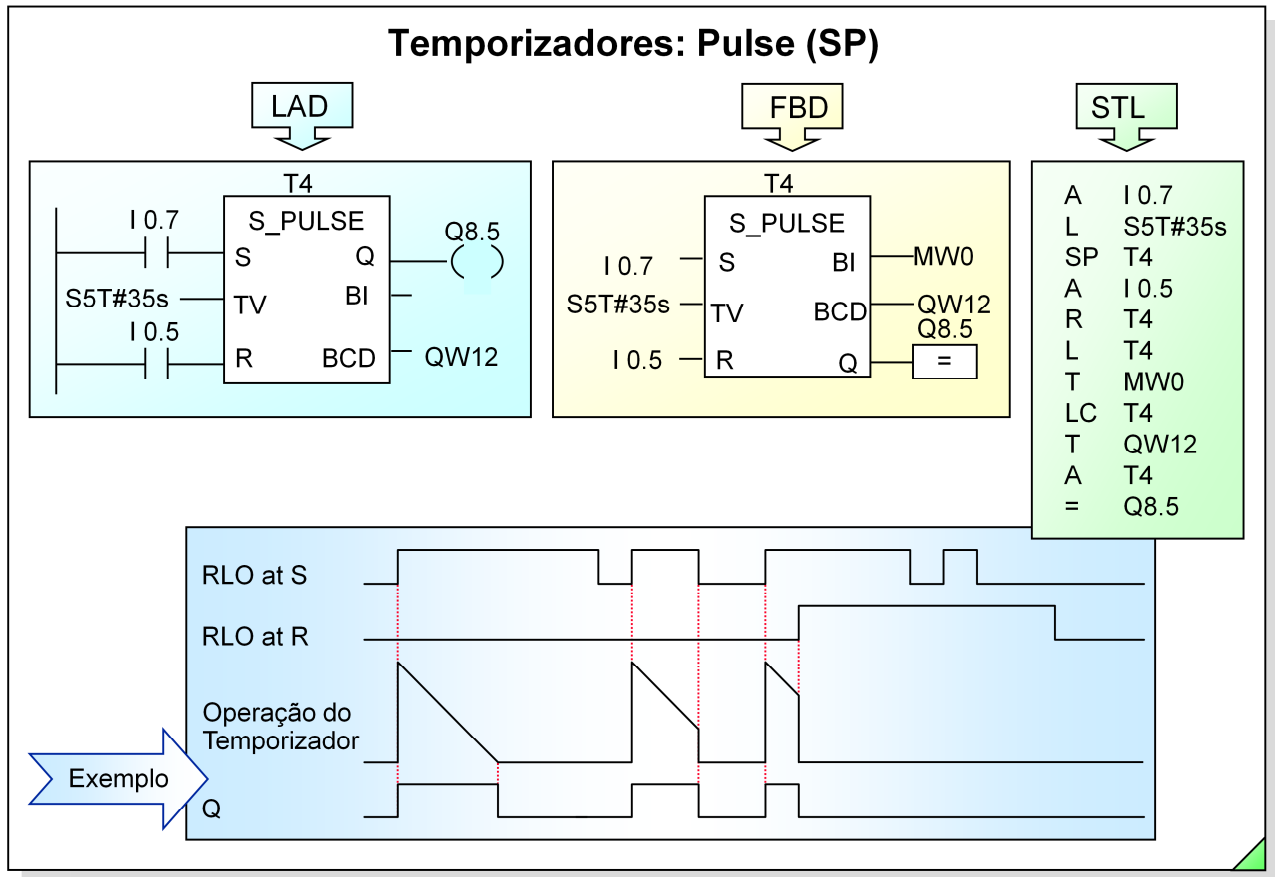 Temporizadores: Pulse (SP)
LAD
T4
I 0.7
S_PULSE
Q8.5
S
Q
S5T#35s
TV
BI
I 0.5
R
BCD
QW12
FBD
T4
S_PULSE
I 0.7
S
BI
MW0
S5T#35s
TV
BCD
QW12
Q8.5
I 0.5
R
Q
=
STL
A I 0.7
L S5T#35s
SP T4
A I 0.5
R T4
L T4
T MW0
LC T4
T QW12
A T4
= Q8.5
RLO at S
RLO at R
Operação do
Temporizador
Exemplo
Q